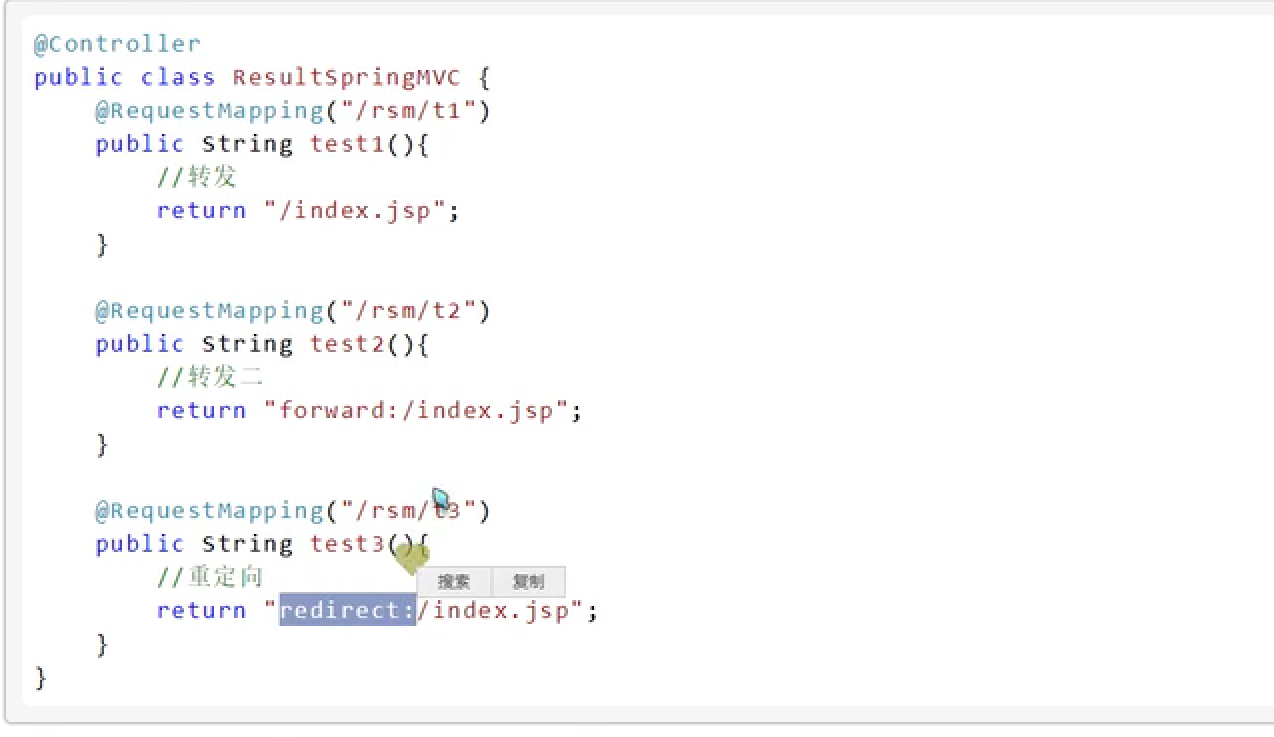 @Controller
public class ResultSpringMVC {
    @RequestMapping("/rsm/t1")
    public String test1(){
        //转发
        return "/index.jsp";
    }

    @RequestMapping("/rsm/t2")
    public String test2(){
        //转发二
        return "forward:/index.jsp";
    }

    @RequestMapping("/rsm/t3")
    public String test3(){
        //重定向
搜索 复制
        return "redirect:/index.jsp";
    }
}